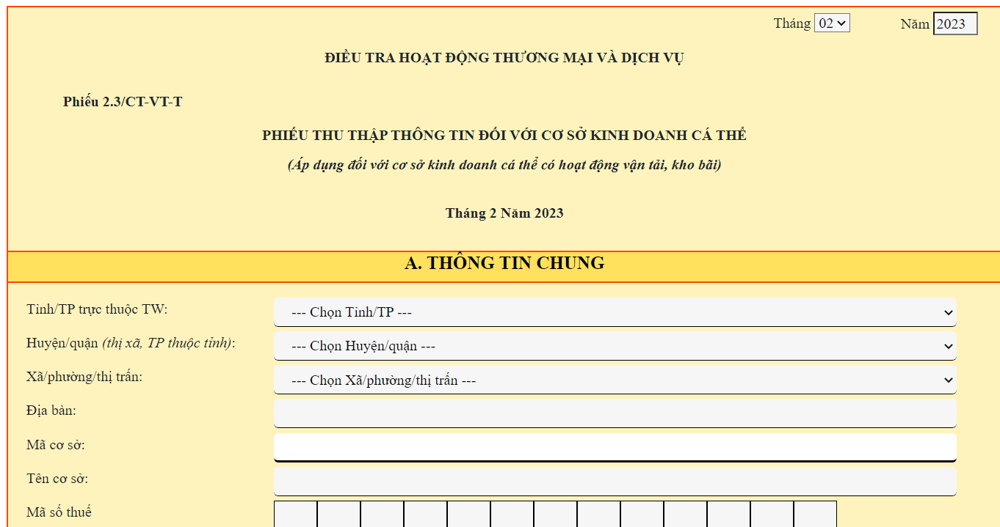 Tháng 02 Năm 2023
ĐIỀU TRA HOẠT ĐỘNG THƯƠNG MẠI VÀ DỊCH VỤ
Phiếu 2.3/CT-VT-T
PHIẾU THU THẬP THÔNG TIN ĐỐI VỚI CƠ SỞ KINH DOANH CÁ THỂ
(Áp dụng đối với cơ sở kinh doanh cá thể có hoạt động vận tải, kho bãi)
Tháng 2 Năm 2023
A. THÔNG TIN CHUNG
Tỉnh/TP trực thuộc TW: --- Chọn Tỉnh/TP ---
Huyện/quận (thị xã, TP thuộc tỉnh): --- Chọn Huyện/quận ---
Xã/phường/thị trấn: --- Chọn Xã/phường/thị trấn ---
Địa bàn:
Mã cơ sở:
Tên cơ sở:
Mã số thuế